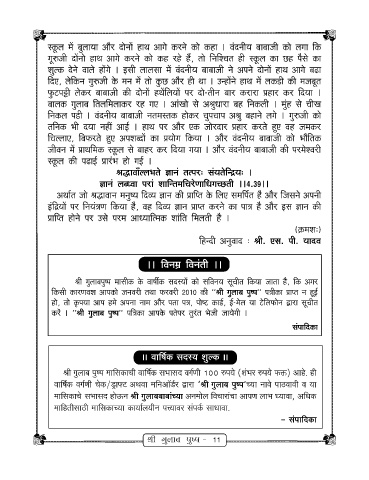 स्कूल में बुलाया और दोनों हाथ आगे करने को कहा । वंदनीय बाबाजी को लगा कि
गुरूजी दोनों हाथ आगे करने को कह रहे हैं, तो निश्चित ही स्कूल का छह पैसे का
शुल्क देने वाले होंगे । इसी लालसा में वंदनीय बाबाजी ने अपने दोनों हाथ आगे बढा
दिए, लेकिन गुरूजी के मन में तो कुछ और ही था । उन्होंने हाथ में लकडी की मजबूत
फुटपट्टी लेकर बाबाजी की दोनों हथेलियों पर दो-तीन बार करारा प्रहार कर दिया ।
बालक गुलाब तिलमिलाकर रह गए । आंखो से अश्रुधारा बह निकली । मुंह से चीख
निकल पडी । वंदनीय बाबाजी नतमस्तक होकर चुपचाप अश्रु बहाने लगे । गुरूजी को
तनिक भी दया नहीं आई । हाथ पर और एक जोरदार प्रहार करते हुए वह जमकर
चिल्लाए, बिफरते हुए अपशब्दों का प्रयोग किया । और वंदनीय बाबाजी को भौतिक
जीवन में प्राथमिक स्कूल से बाहर कर दिया गया । और वंदनीय बाबाजी की परमेश्वरी
स्कूल की पढाई प्रारंभ हो गई ।
श्रद्धावाँल्लभते ज्ञानं तत्परः संयतेन्द्रियः ।
ज्ञानं लब्ध्वा परां शान्तिमचिरेणाधिगच्छती ।।4.39।।
अर्थात जो श्रद्धावान मनुष्य दिव्य ज्ञान की प्राप्ति के लिए समर्पित है और जिसने अपनी
इंद्रियों पर नियंत्रण किया है, वह दिव्य ज्ञान प्राप्त करने का पात्र है और इस ज्ञान की
प्राप्ति होने पर उसे परम आध्यात्मिक शांति मिलती है ।
(क्रमशः)
हिन्दी अनुवाद : श्री. एस. पी. यादव
।। विनम्र विनंती ।।
श्री गुलाबपुष्प मासीक के वार्षीक सदस्यों को सविनय सूचीत किया जाता है, कि अगर
किसी कारणवश आपको जनवरी तथा फरवरी 2010 की ‘‘श्री गुलाब पुष्प’’ पत्रीका प्राप्त न हुई
हो, तो कृपया आप हमे अपना नाम और पता पत्र, पोष्ट कार्ड, ई-मेल या टेलिफोन द्वारा सूचीत
करें । ‘‘श्री गुलाब पुष्प’’ पत्रिका आपके पतेपर तुरंत भेजी जायेगी ।
संपादिका
।। वार्षिक सदस्य शुल्क ।।
श्री गुलाब पुष्प मासिकाची वार्षिक सभासद वर्गणी 100 रुपये (शंभर रुपये फक्त) आहे. ही
वार्षिक वर्गणी चेक/ड्राफ्ट अथवा मनिऑर्डर द्वारा ‘श्री गुलाब पुष्प’च्या नावे पाठवावी व या
मासिकाचे सभासद होऊन श्री गुलाबबाबांच्या अनमोल विचारांचा आपण लाभ घ्यावा, अधिक
माहितीसाठी मासिकाच्या कार्यालयीन पत्त्यावर संपर्क साधावा.
– संपादिका
श्री गुलाब पुष्प - 11